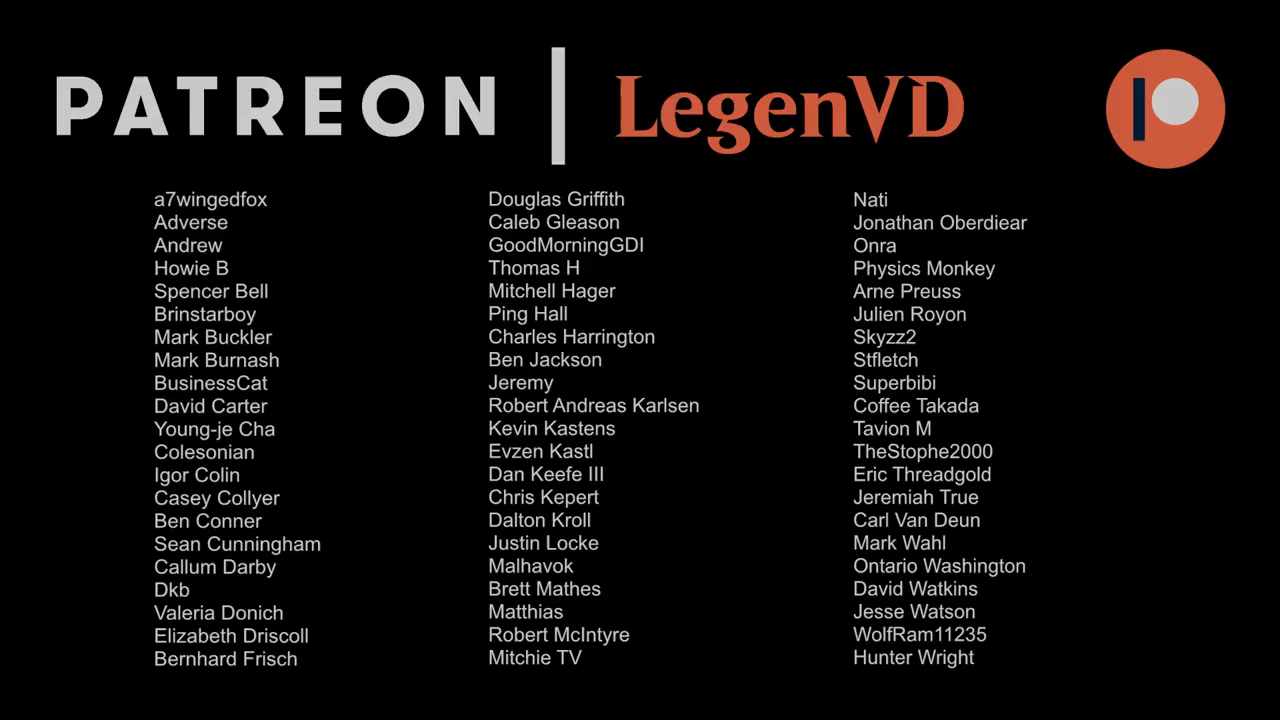 PATREON | LegenVD
a7wingedfox
Adverse
Andrew
Howie B
Spencer Bell
Brinstarboy
Mark Buckler
Mark Burnash
BusinessCat
David Carter
Young-je Cha
Colesonian
Igor Colin
Casey Collyer
Ben Conner
Sean Cunningham
Callum Darby
Dkb
Valeria Donich
Elizabeth Driscoll
Bernhard Frisch
Douglas Griffith
Caleb Gleason
GoodMorningGDI
Thomas H
Mitchell Hager
Ping Hall
Charles Harrington
Ben Jackson
Jeremy
Robert Andreas Karlsen
Kevin Kastens
Evzen Kastl
Dan Keefe III
Chris Kepert
Dalton Kroll
Justin Locke
Malhavok
Brett Mathes
Matthias
Robert McIntyre
Mitchie TV
Nati
Jonathan Oberdiear
Onra
Physics Monkey
Arne Preuss
Julien Royon
Skyzz2
Stfletch
Superbibi
Coffee Takada
Tavion M
TheStophe2000
Eric Threadgold
Jeremiah True
Carl Van Deun
Mark Wahl
Ontario Washington
David Watkins
Jesse Watson
WolfRam11235
Hunter Wright